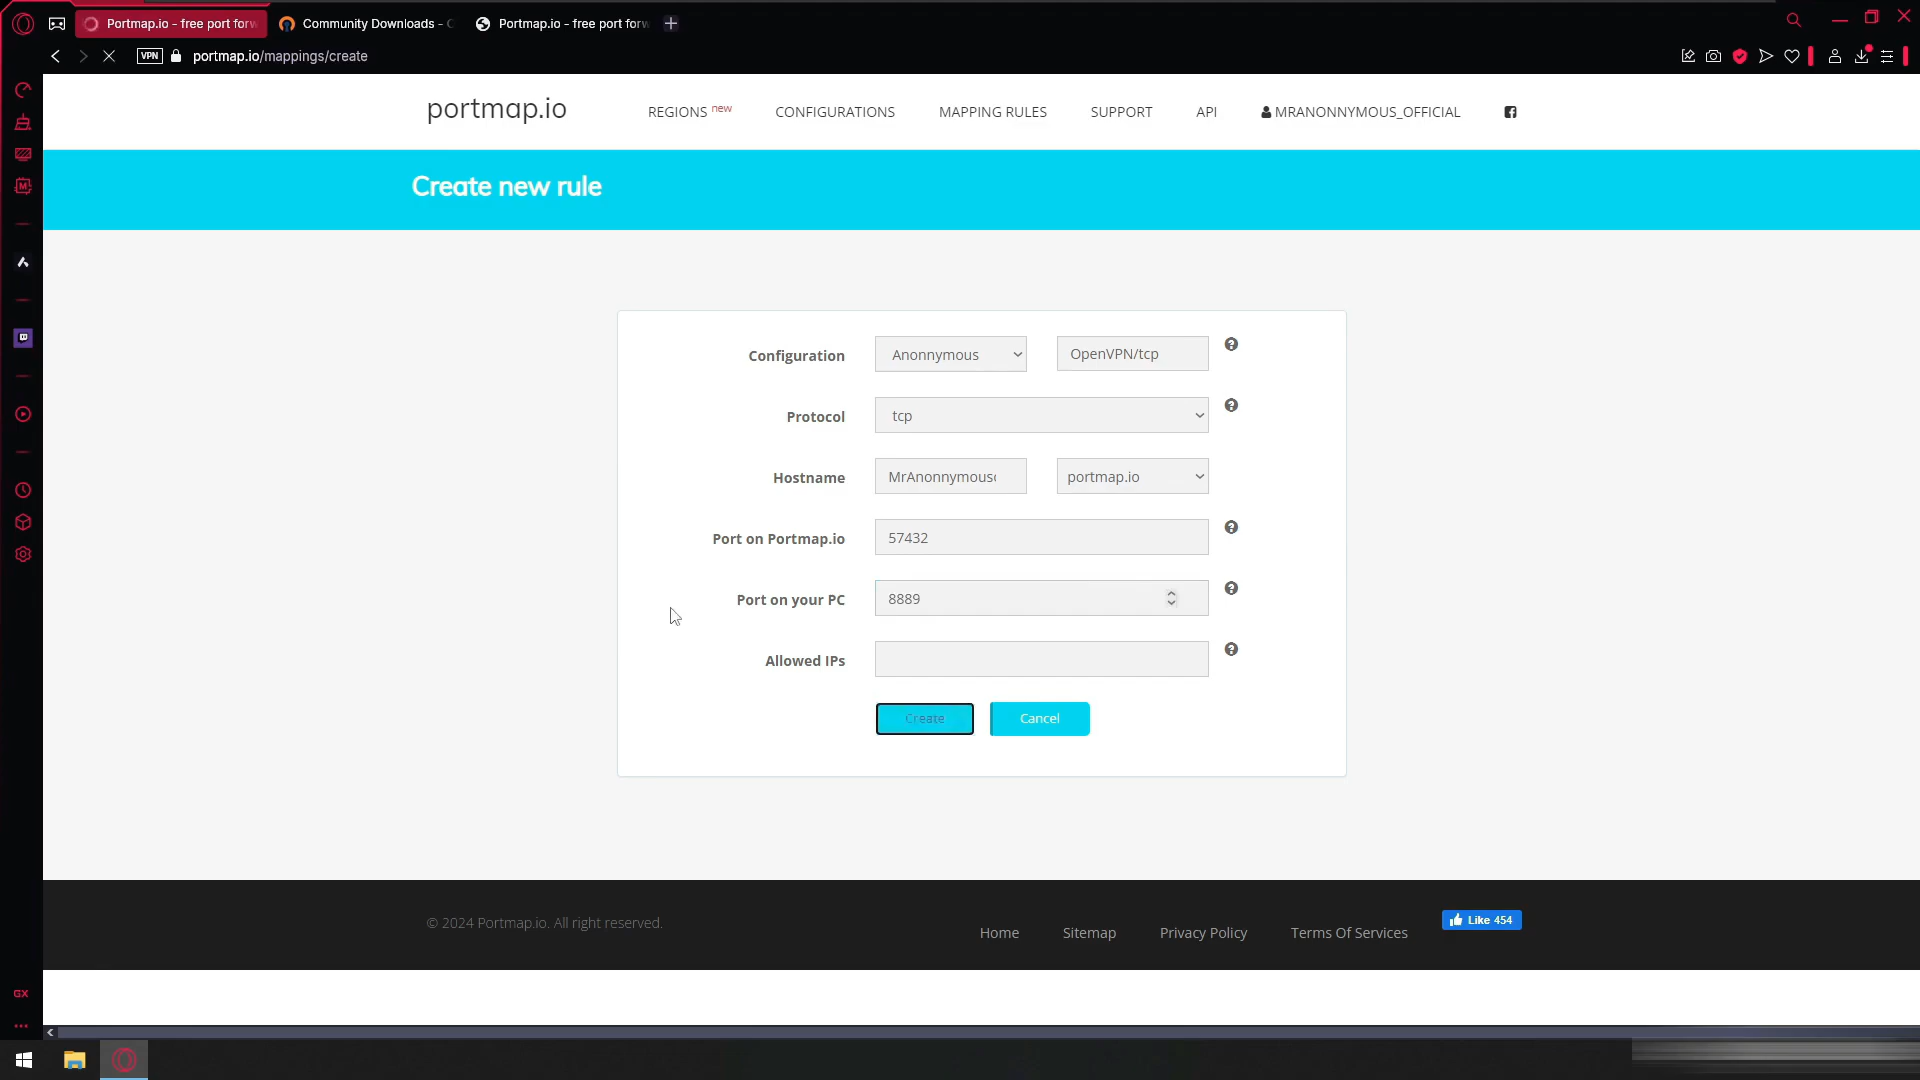 Portmap.io - free port forw
Community Downloads -
Portmap.io - free port forw
VPN
portmap.io/mappings/create
portmap.io
REGIONS new
CONFIGURATIONS
MAPPING RULES
SUPPORT
API
MRANONNYMOUS_OFFICIAL
Create new rule
Configuration
Anonnymous
OpenVPN/tcp
Protocol
tcp
Hostname
MrAnonnymous
portmap.io
Port on Portmap.io
57432
Port on your PC
8889
Allowed IPs
Create
Cancel
© 2024 Portmap.io. All right reserved.
Home
Sitemap
Privacy Policy
Terms Of Services
Like 454
GX